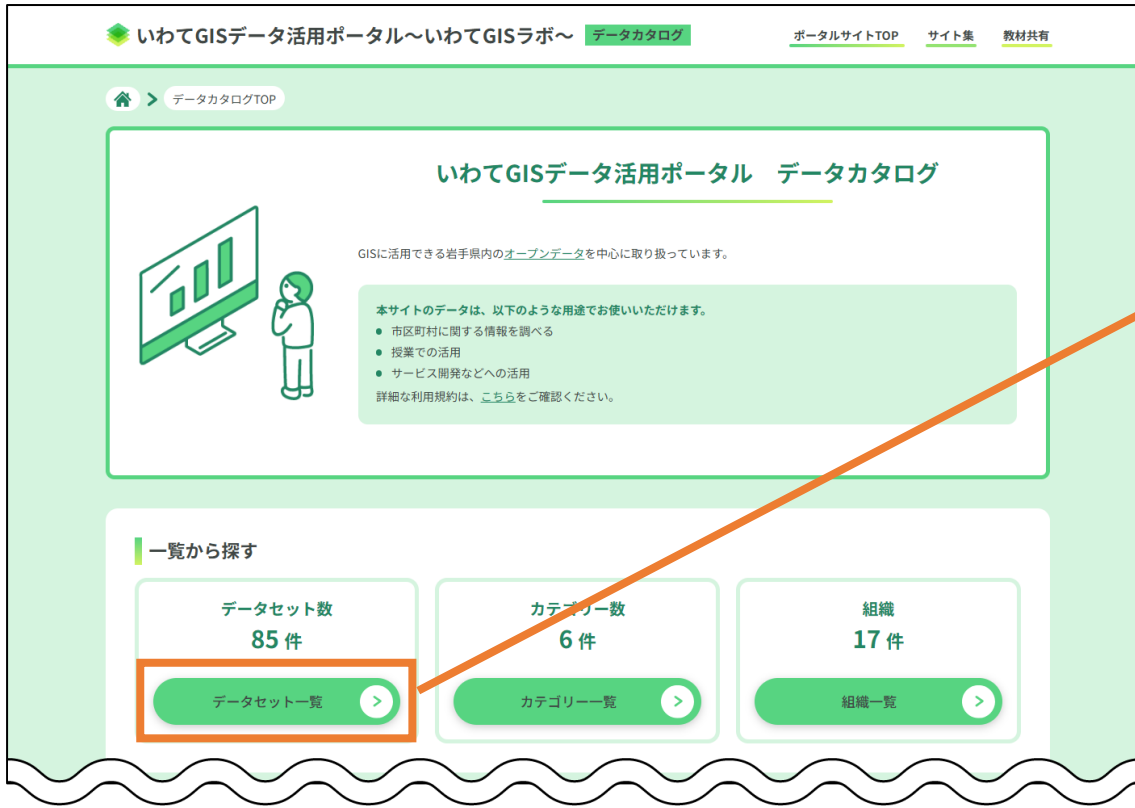 いわてGISデータ活用ポータル～いわてGISラボ～ データカタログ ポータルサイトTOP サイト集 教材共有
データカタログTOP
いわてGISデータ活用ポータル　データカタログ
GISに活用できる岩手県内のオープンデータを中心に取り扱っています。
本サイトのデータは、以下のような用途でお使いいただけます。
● 市区町村に関する情報を調べる
● 授業での活用
● サービス開発などへの活用
詳細な利用規約は、こちらをご確認ください。
一覧から探す
データセット数
85 件
データセット一覧
カテゴリー数
6 件
カテゴリー一覧
組織
17 件
組織一覧